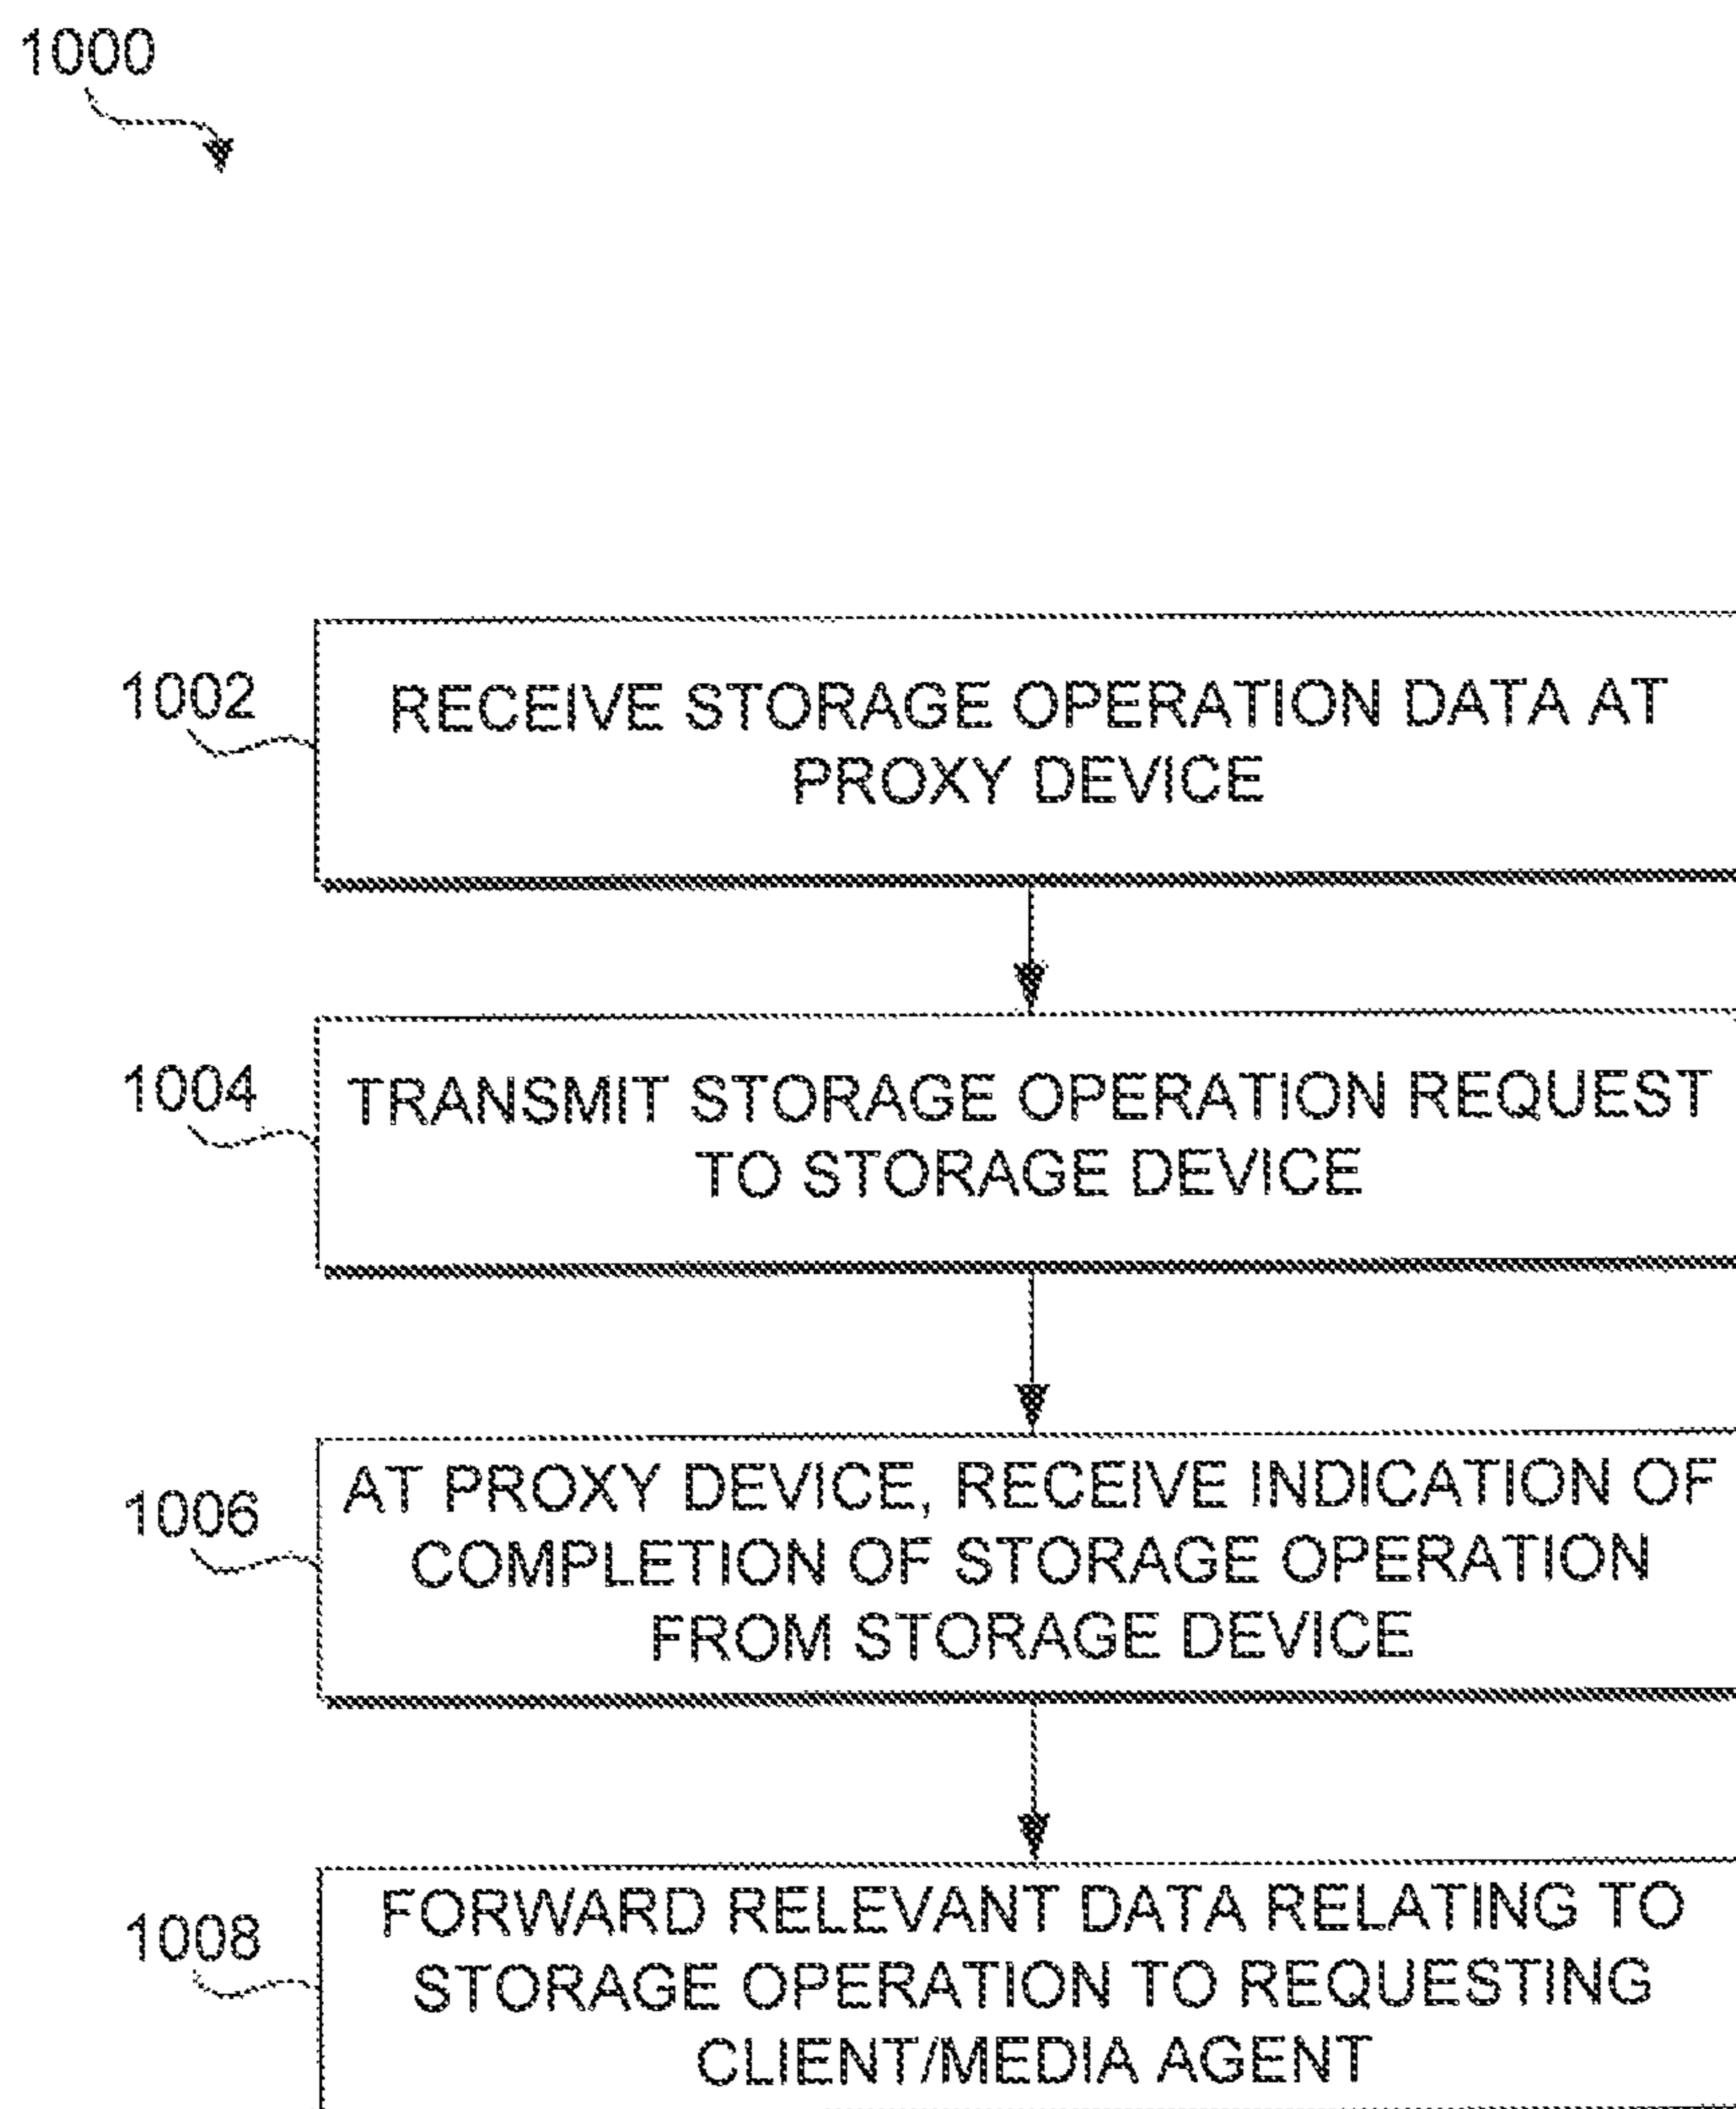 1000
1002
RECEIVE STORAGE OPERATION DATA AT
PROXY DEVICE
1004
TRANSMIT STORAGE OPERATION REQUEST
TO STORAGE DEVICE
1006
AT PROXY DEVICE, RECEIVE INDICATION OF
COMPLETION OF STORAGE OPERATION
FROM STORAGE DEVICE
1008
FORWARD RELEVANT DATA RELATING TO
STORAGE OPERATION TO REQUESTING
CLIENT/MEDIA AGENT